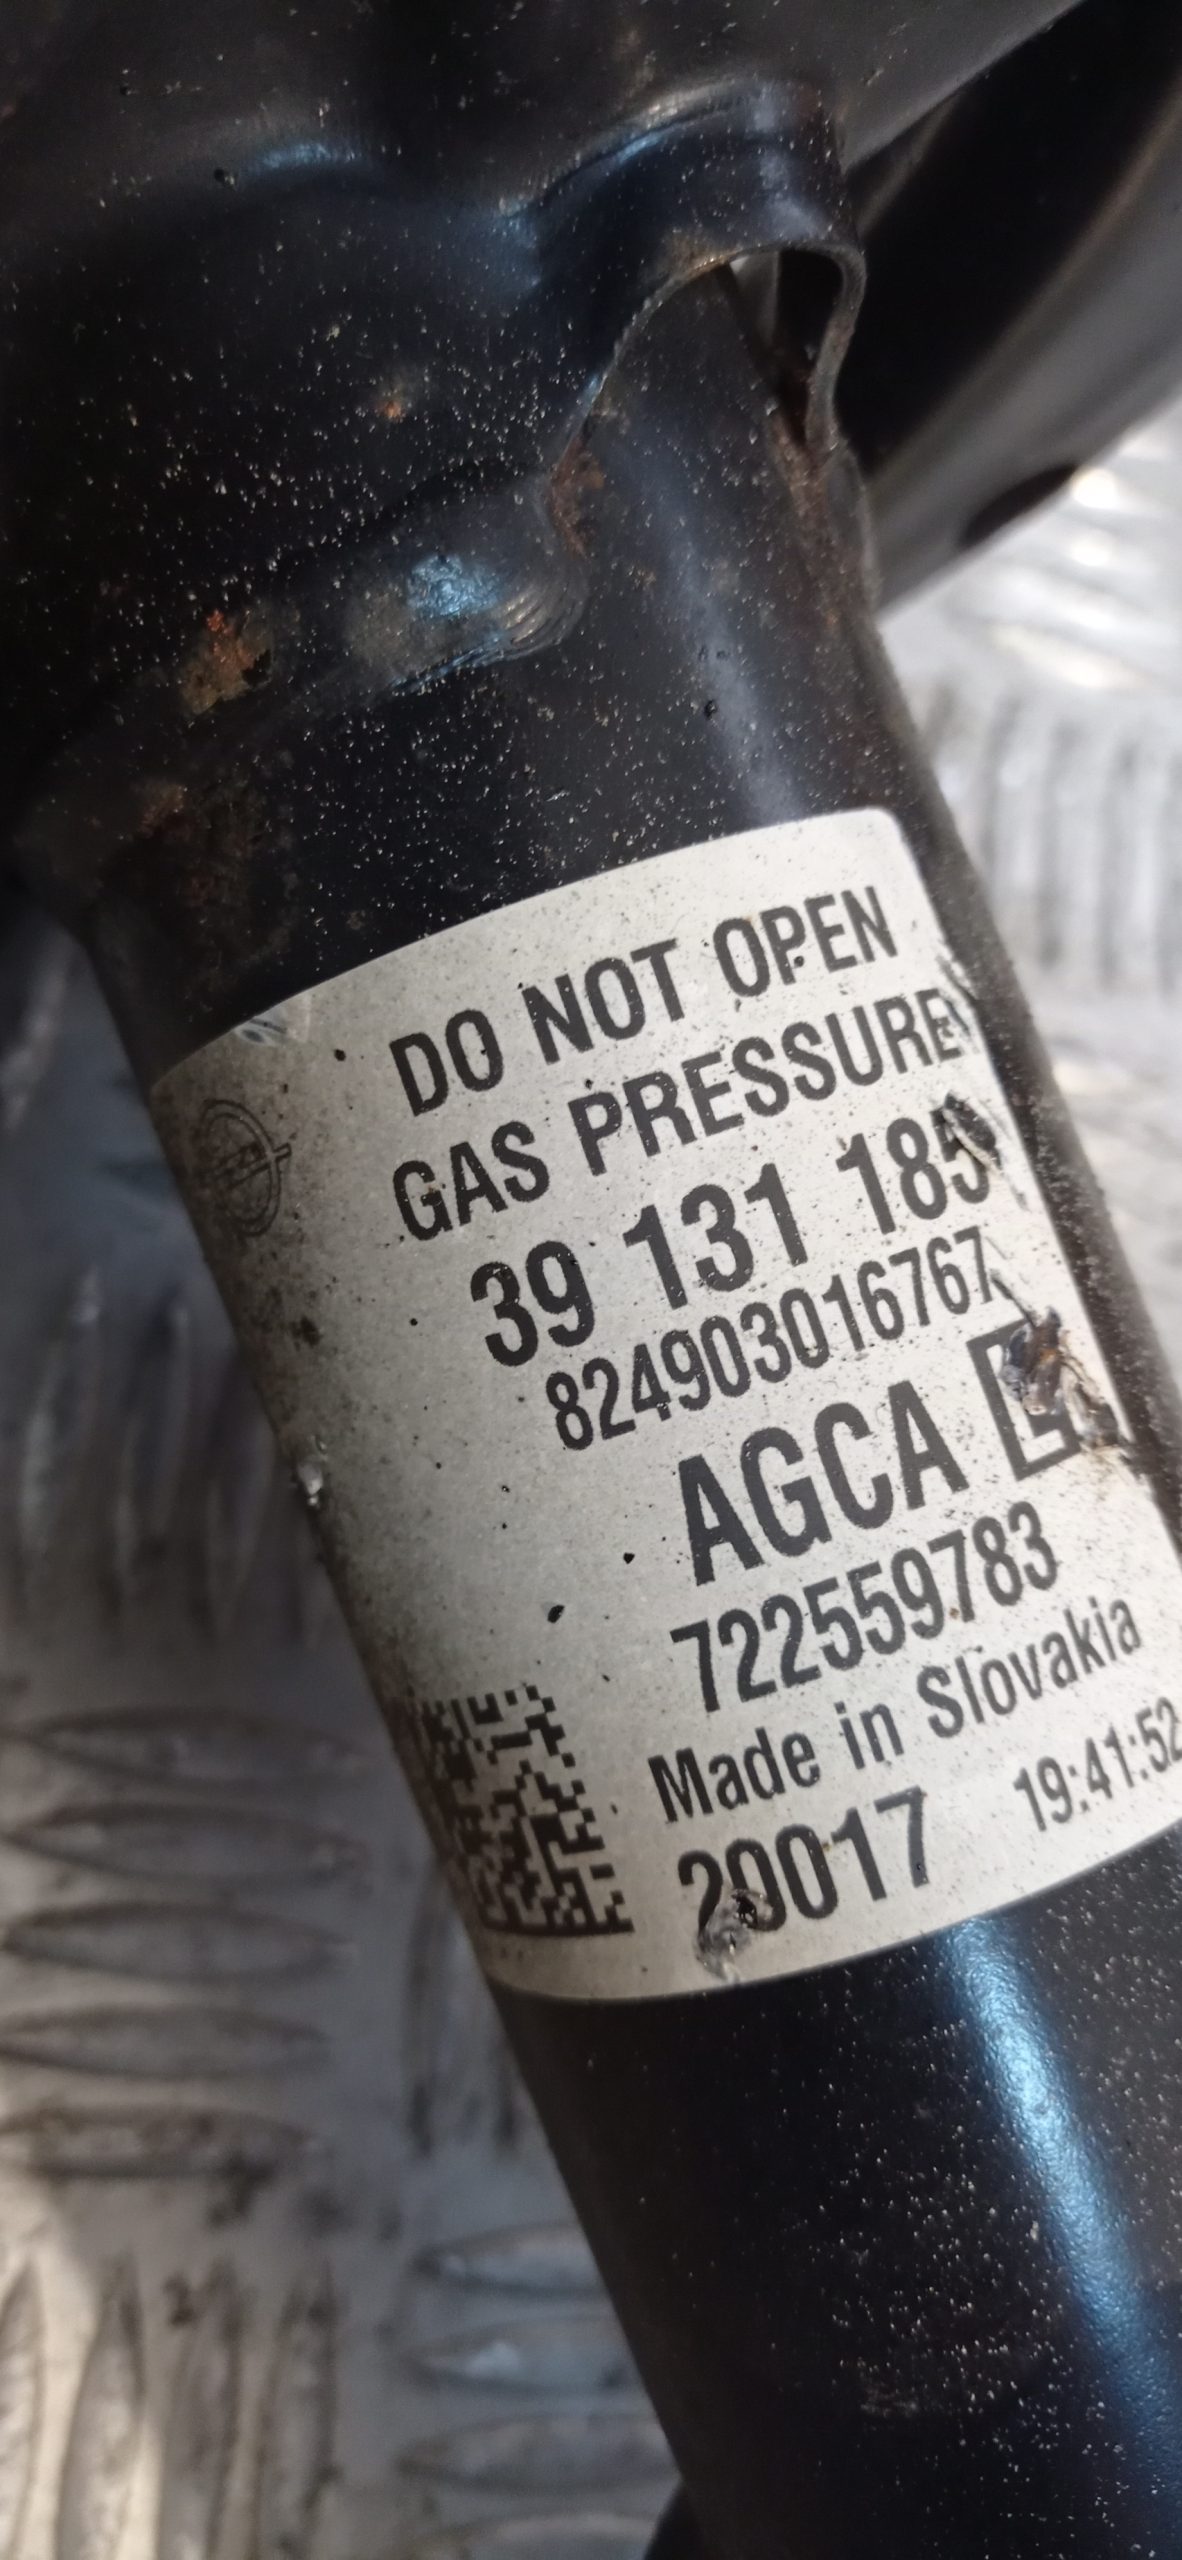 DO NOT OPEN
GAS PRESSURE
39 131 185
824903016767
AGCA L
722559783
Made in Slovakia
20017 19:41:52